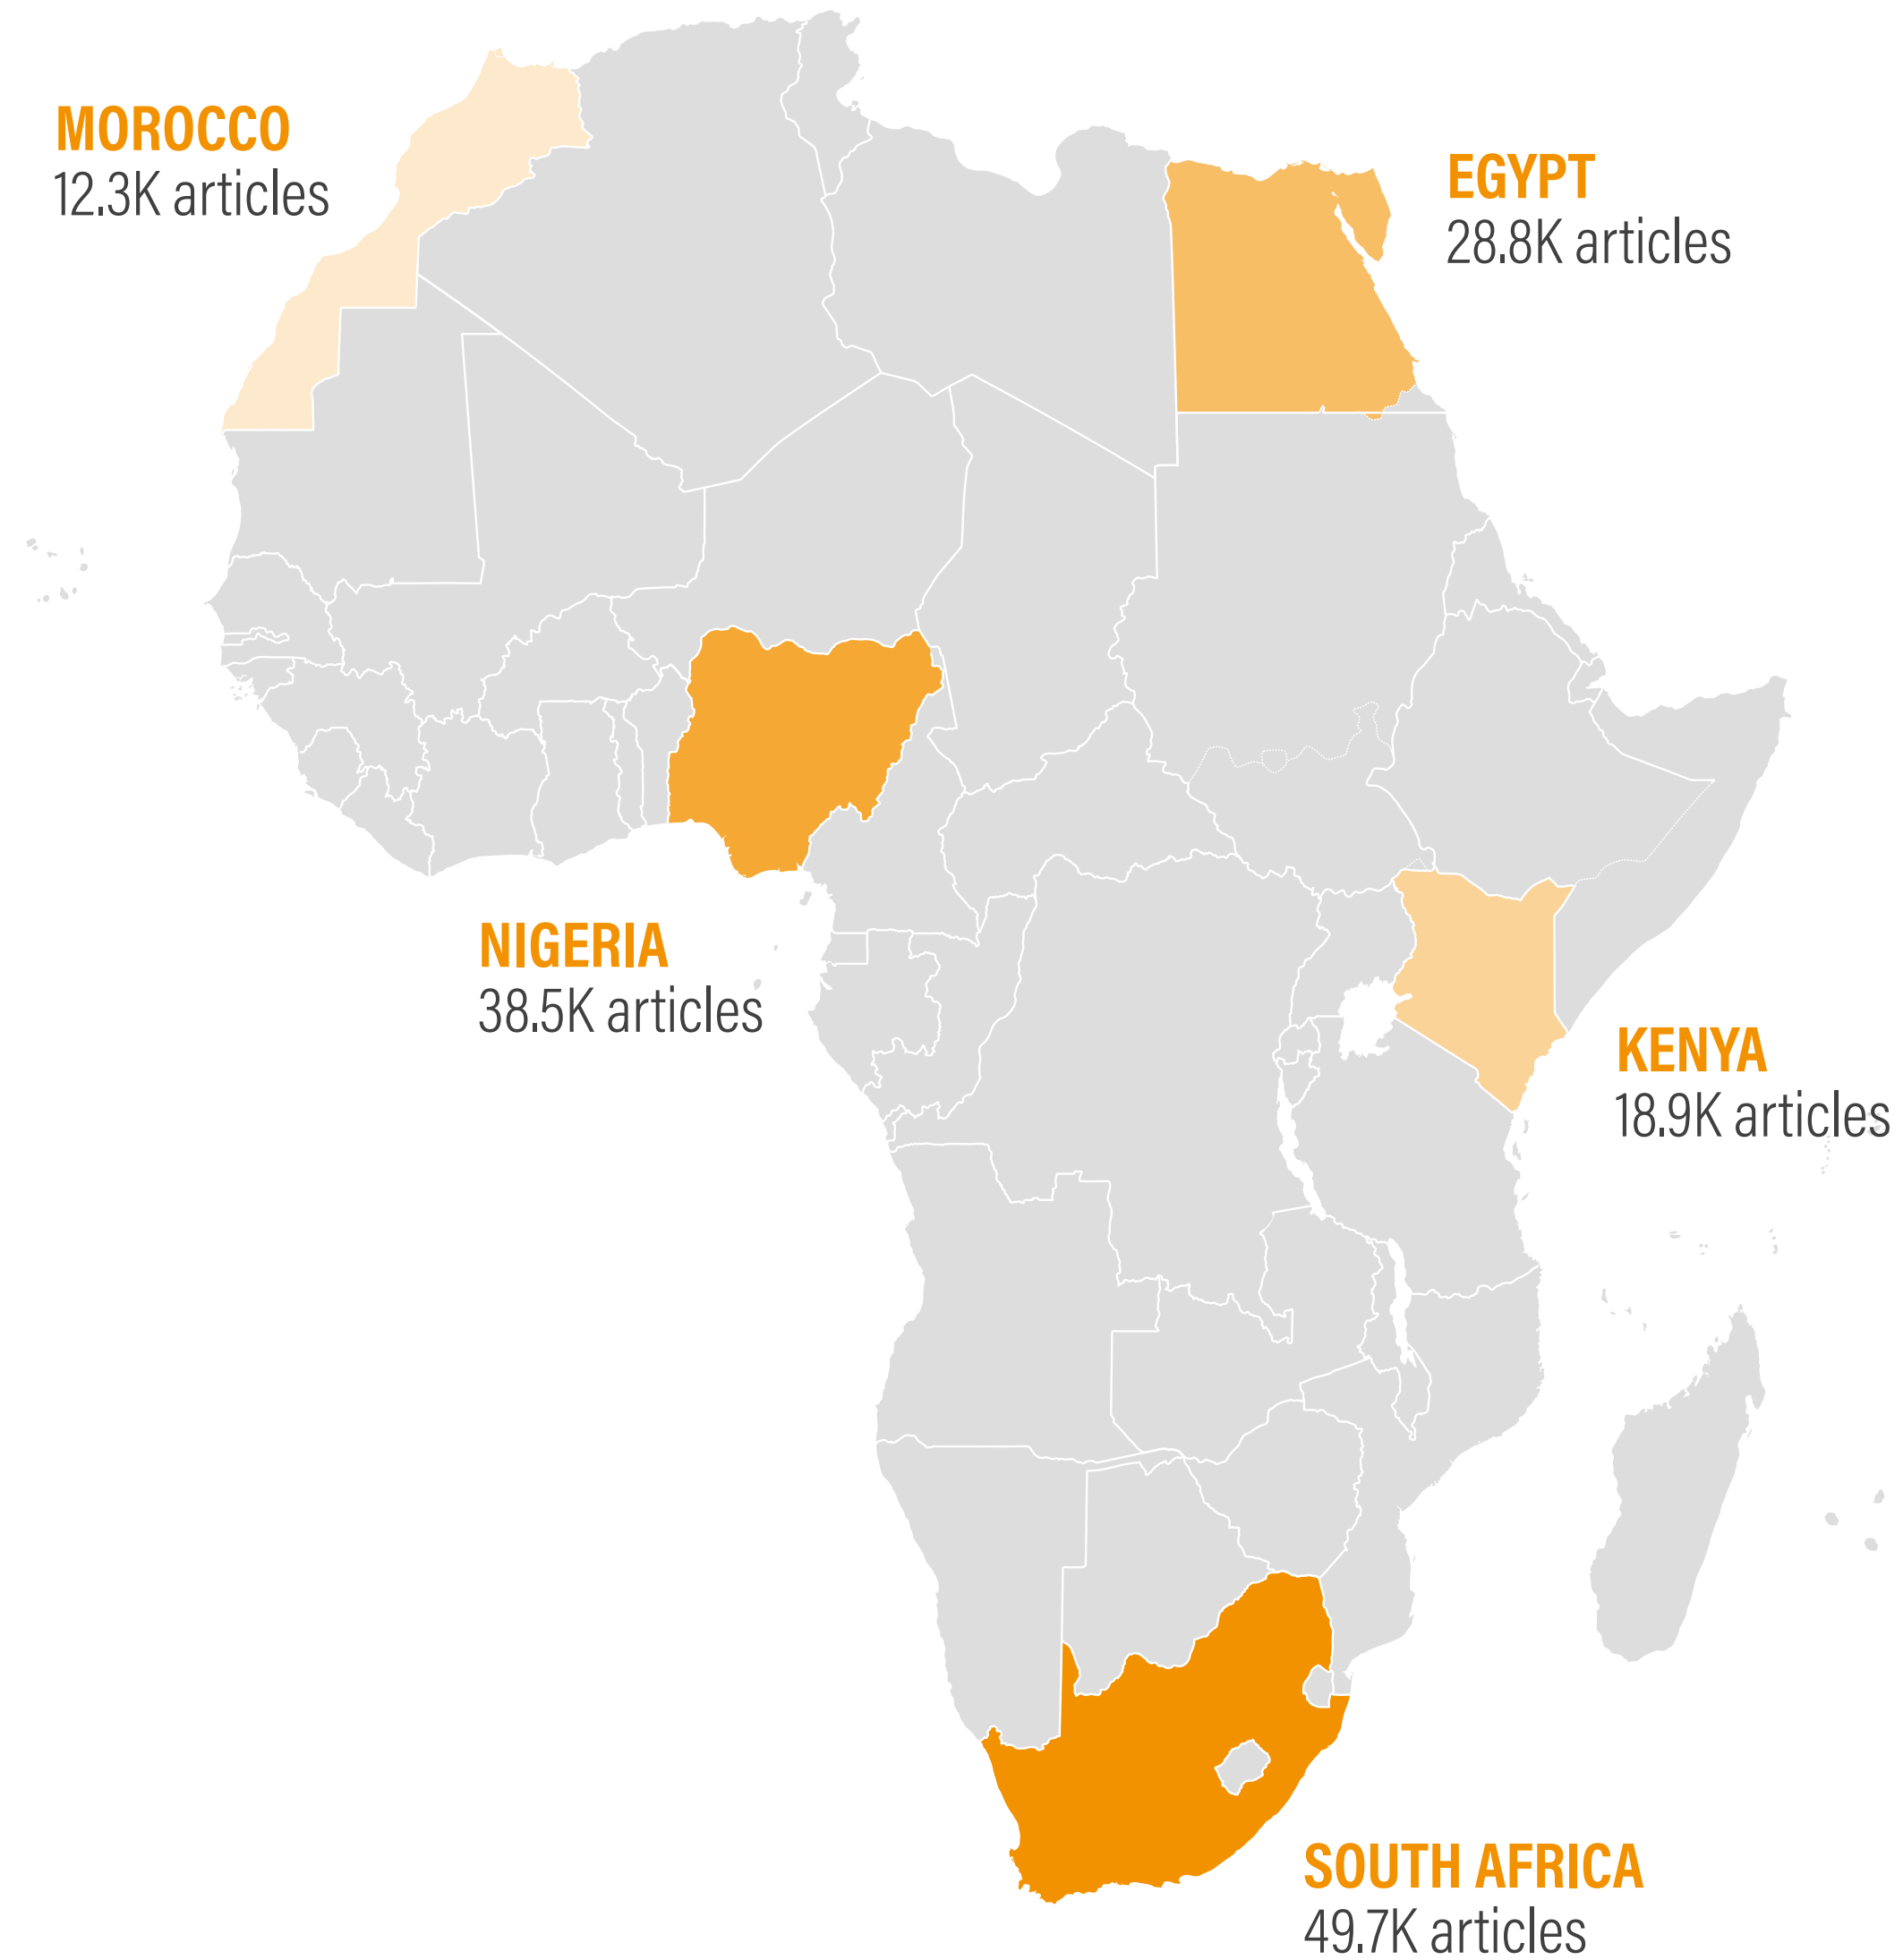 MOROCCO
12.3K articles
EGYPT
28.8K articles
NIGERIA
38.5K articles
KENYA
18.9K articles
SOUTH AFRICA
49.7K articles